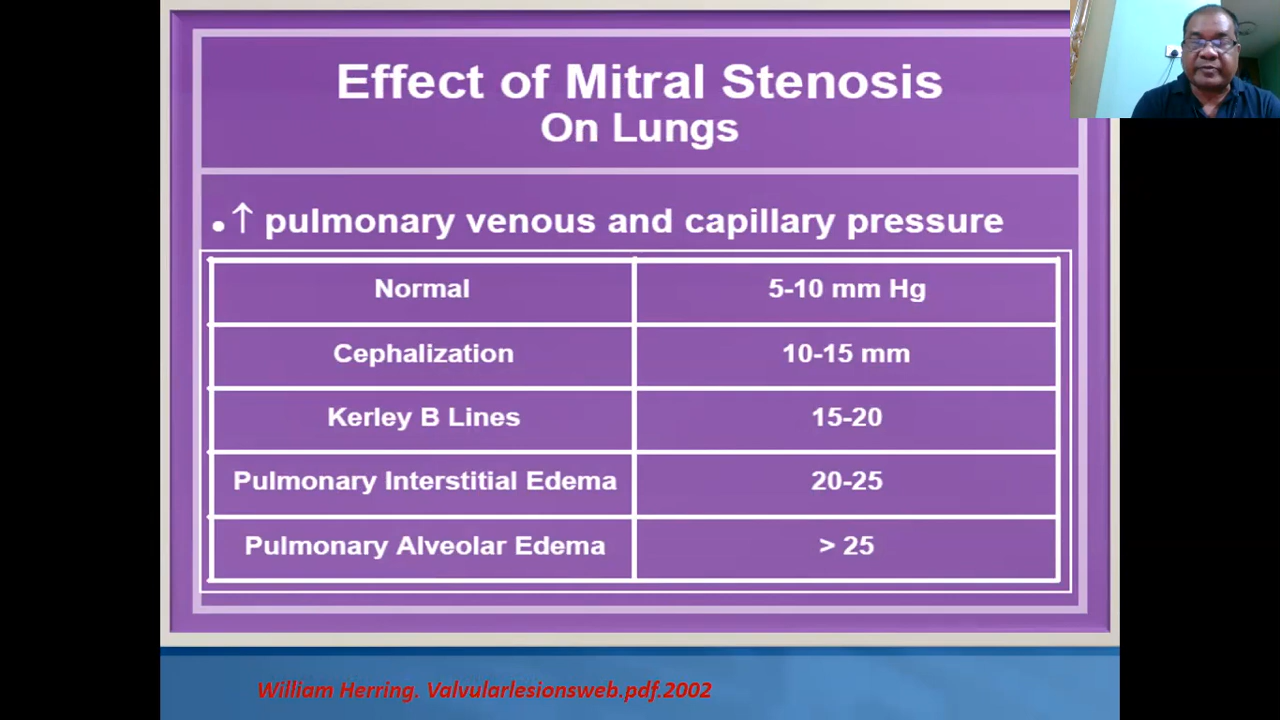 Effect of Mitral Stenosis
On Lungs
•↑ pulmonary venous and capillary pressure
Normal 5-10 mm Hg
Cephalization 10-15 mm
Kerley B Lines 15-20
Pulmonary Interstitial Edema 20-25
Pulmonary Alveolar Edema > 25
William Herring. Valvularlesionsweb.pdf.2002